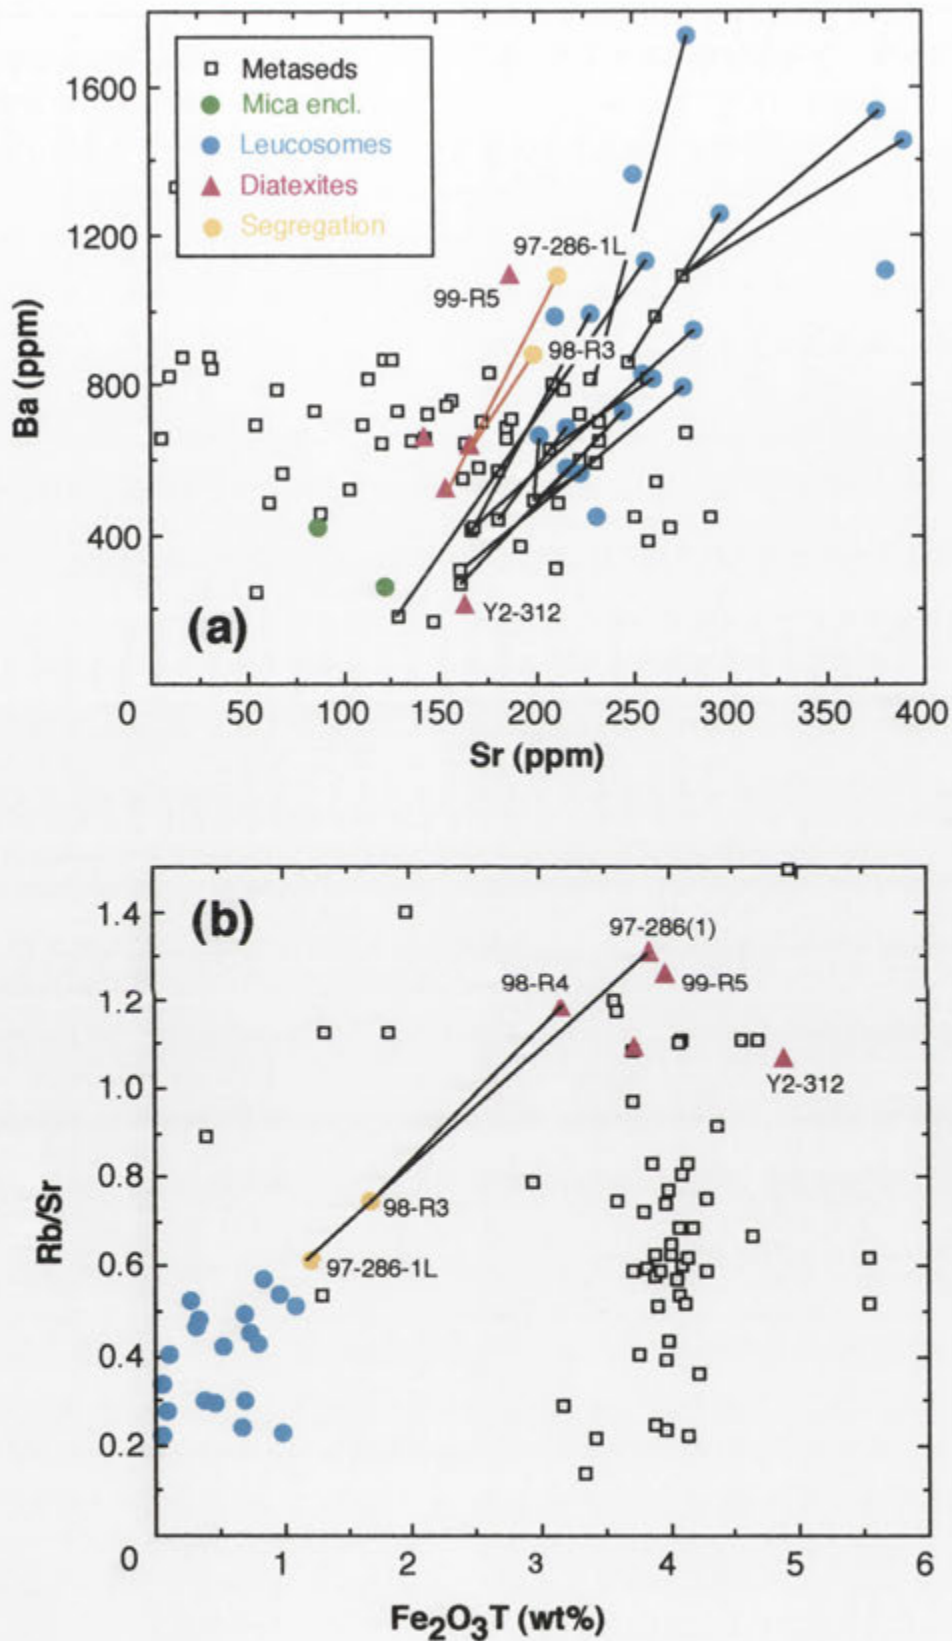 1600
1200
800
400
Ba (ppm)
Metaseds
Mica encl.
Leucosomes
Diatexites
Segregation
97-286-1L
99-R5
98-R3
Y2-312
(a)
0 50 100 150 200 250 300 350 400
Sr (ppm)
1.4
1.2
1.0
0.8
0.6
0.4
0.2
Rb/Sr
(b)
97-286(1)
98-R4
99-R5
Y2-312
98-R3
97-286-1L
0 1 2 3 4 5 6
Fe₂O₃T (wt%)